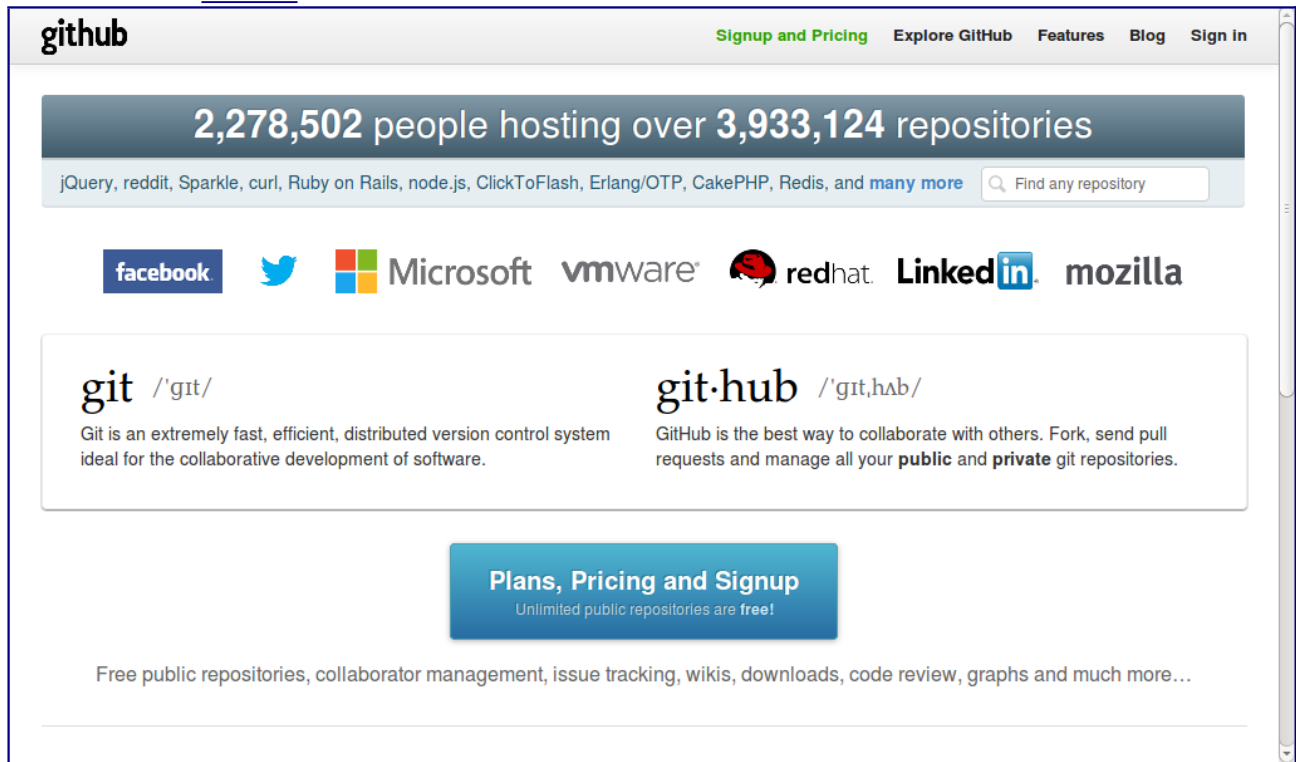 github
Signup and Pricing Explore GitHub Features Blog Sign in
2,278,502 people hosting over 3,933,124 repositories
jQuery, reddit, Sparkle, curl, Ruby on Rails, node.js, ClickToFlash, Erlang/OTP, CakePHP, Redis, and many more
Find any repository
facebook.
Microsoft
vmware®
redhat.
Linked in.
mozilla
git /'gɪt/
Git is an extremely fast, efficient, distributed version control system
ideal for the collaborative development of software.
git·hub /'gɪt,hʌb/
GitHub is the best way to collaborate with others. Fork, send pull
requests and manage all your public and private git repositories.
Plans, Pricing and Signup
Unlimited public repositories are free!
Free public repositories, collaborator management, issue tracking, wikis, downloads, code review, graphs and much more…